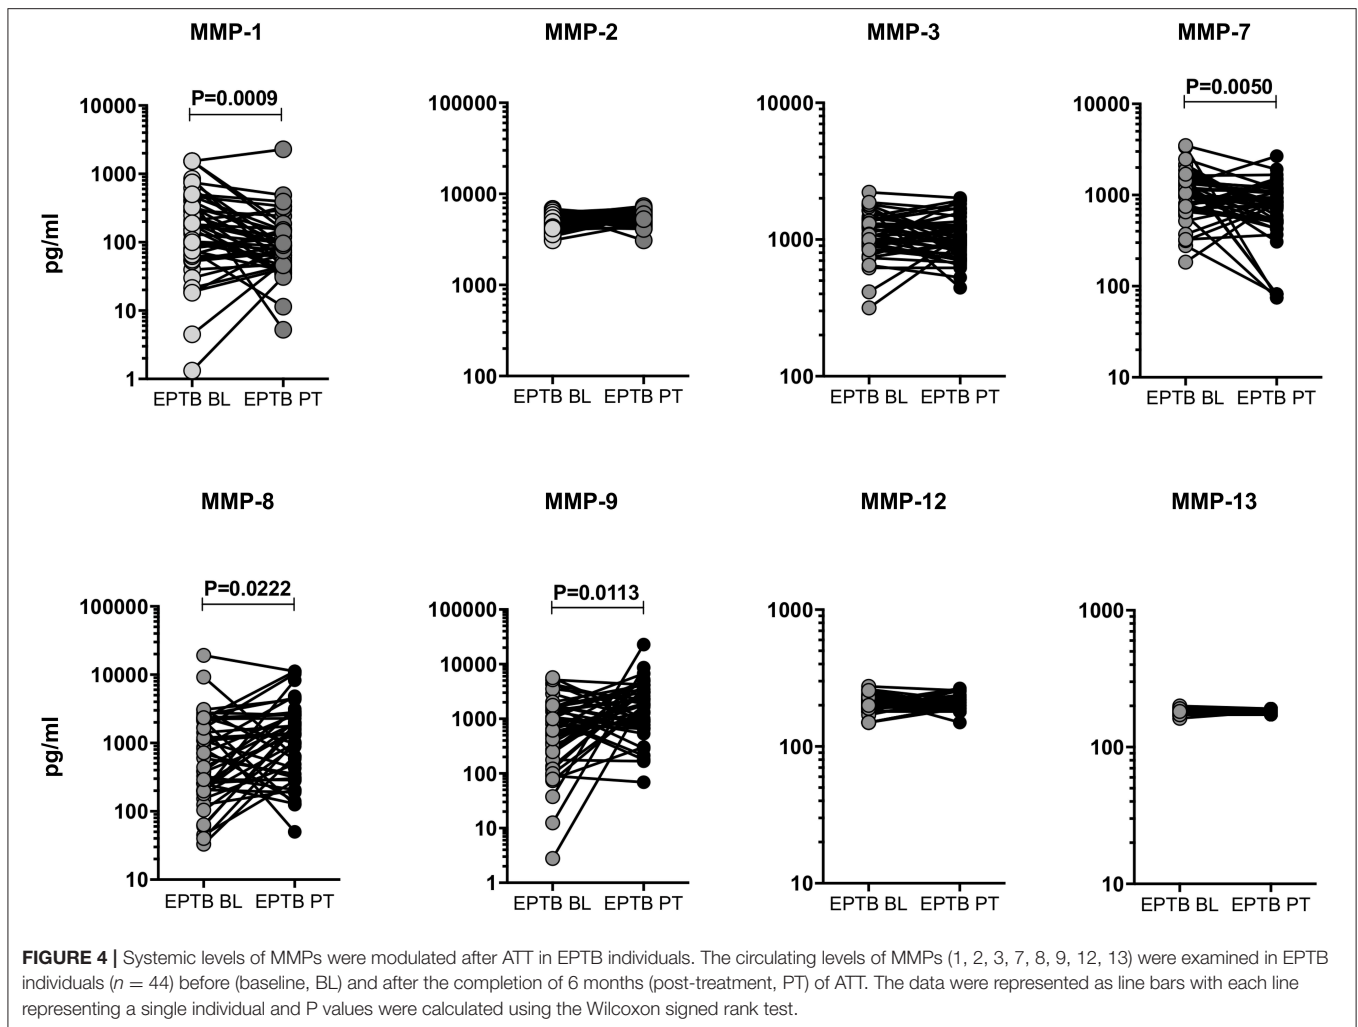 MMP-1
P=0.0009
10000
1000
100
10
1
pg/ml
EPTB BL EPTB PT
MMP-2
100000
10000
1000
100
EPTB BL EPTB PT
MMP-3
10000
1000
100
EPTB BL EPTB PT
MMP-7
P=0.0050
10000
1000
100
10
EPTB BL EPTB PT
MMP-8
P=0.0222
100000
10000
1000
100
10
pg/ml
EPTB BL EPTB PT
MMP-9
P=0.0113
100000
10000
1000
100
10
1
EPTB BL EPTB PT
MMP-12
1000
100
10
EPTB BL EPTB PT
MMP-13
1000
100
10
EPTB BL EPTB PT
FIGURE 4 | Systemic levels of MMPs were modulated after ATT in EPTB individuals. The circulating levels of MMPs (1, 2, 3, 7, 8, 9, 12, 13) were examined in EPTB
individuals (n = 44) before (baseline, BL) and after the completion of 6 months (post-treatment, PT) of ATT. The data were represented as line bars with each line
representing a single individual and P values were calculated using the Wilcoxon signed rank test.